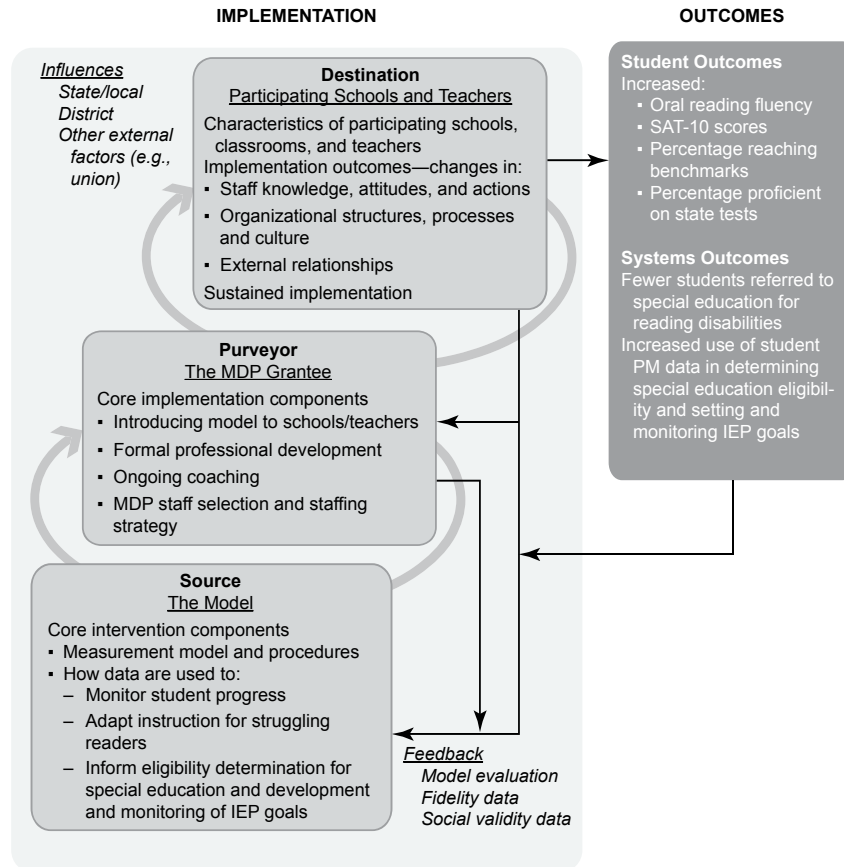 IMPLEMENTATION
OUTCOMES
Influences
State/local
District
Other external
factors (e.g.,
union)
Destination
Participating Schools and Teachers
Characteristics of participating schools,
classrooms, and teachers
Implementation outcomes—changes in:
▪ Staff knowledge, attitudes, and actions
▪ Organizational structures, processes
and culture
▪ External relationships
Sustained implementation
Student Outcomes
Increased:
▪ Oral reading fluency
▪ SAT-10 scores
▪ Percentage reaching
benchmarks
▪ Percentage proficient
on state tests
Systems Outcomes
Fewer students referred to
special education for
reading disabilities
Increased use of student
PM data in determining
special education eligibil-
ity and setting and
monitoring IEP goals
Purveyor
The MDP Grantee
Core implementation components
▪ Introducing model to schools/teachers
▪ Formal professional development
▪ Ongoing coaching
▪ MDP staff selection and staffing
strategy
Source
The Model
Core intervention components
▪ Measurement model and procedures
▪ How data are used to:
– Monitor student progress
– Adapt instruction for struggling
readers
– Inform eligibility determination for
special education and development
and monitoring of IEP goals
Feedback
Model evaluation
Fidelity data
Social validity data